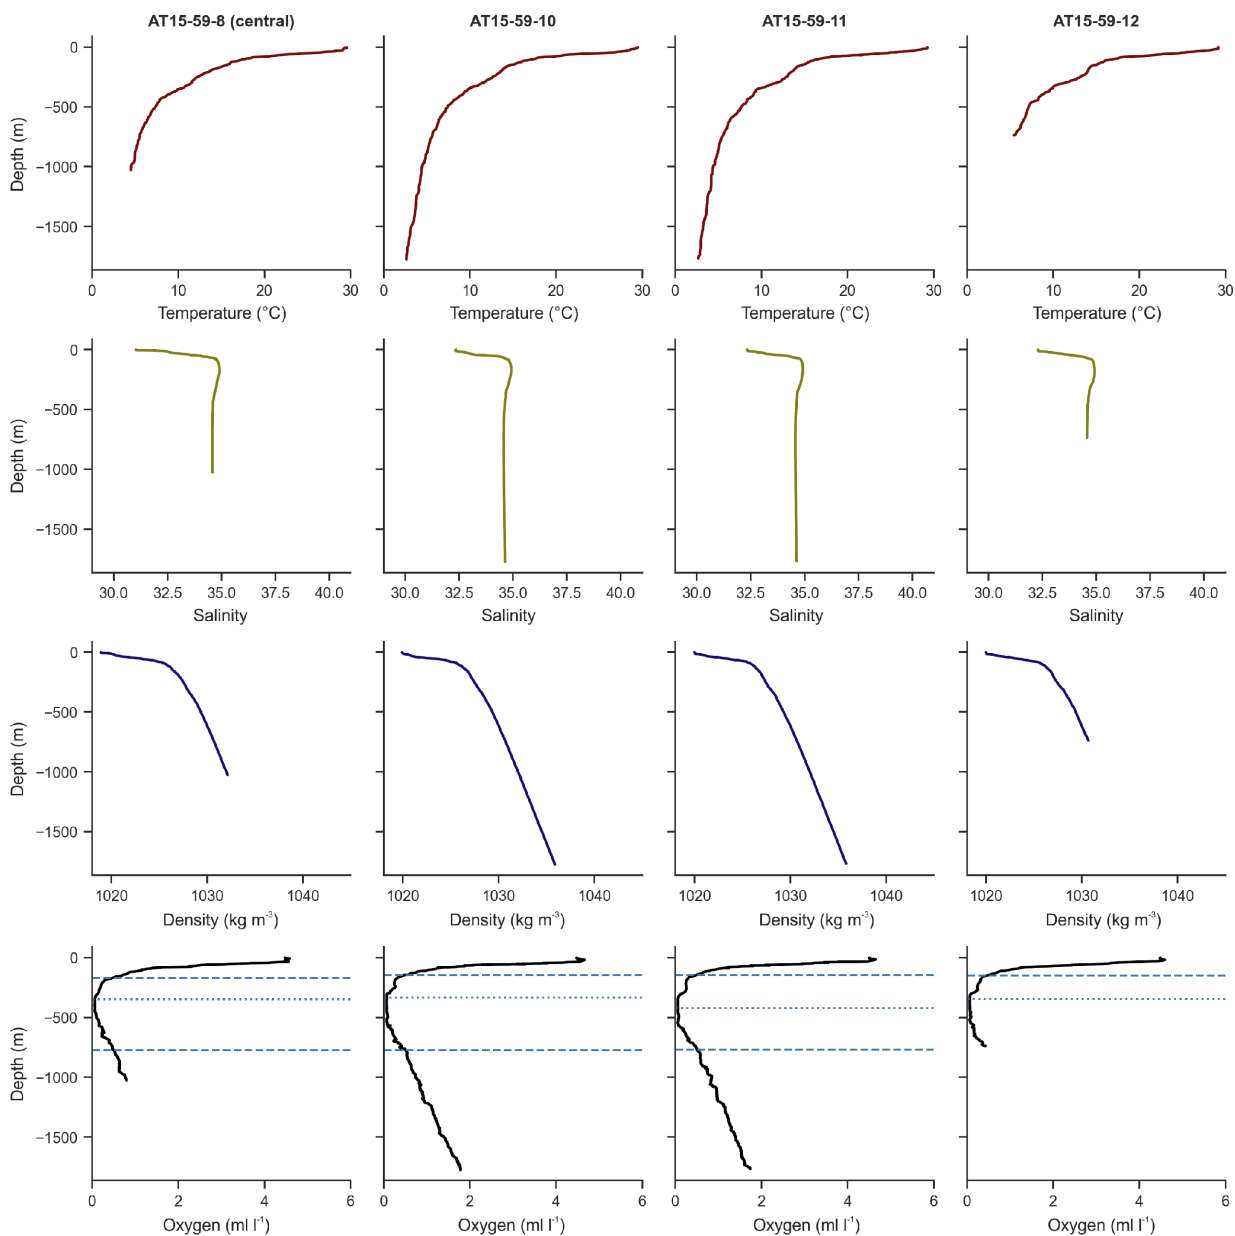 AT15-59-8 (central) AT15-59-10 AT15-59-11 AT15-59-12
Depth (m)
0
−500
−1000
−1500
0 10 20 30 0 10 20 30 0 10 20 30 0 10 20 30
Temperature (°C) Temperature (°C) Temperature (°C) Temperature (°C)
Depth (m)
0
−500
−1000
−1500
30.0 32.5 35.0 37.5 40.0 30.0 32.5 35.0 37.5 40.0 30.0 32.5 35.0 37.5 40.0 30.0 32.5 35.0 37.5 40.0
Salinity Salinity Salinity Salinity
Depth (m)
0
−500
−1000
−1500
1020 1030 1040 1020 1030 1040 1020 1030 1040 1020 1030 1040
Density (kg m⁻³) Density (kg m⁻³) Density (kg m⁻³) Density (kg m⁻³)
Depth (m)
0
−500
−1000
−1500
0 2 4 6 0 2 4 6 0 2 4 6 0 2 4 6
Oxygen (ml l⁻¹) Oxygen (ml l⁻¹) Oxygen (ml l⁻¹) Oxygen (ml l⁻¹)